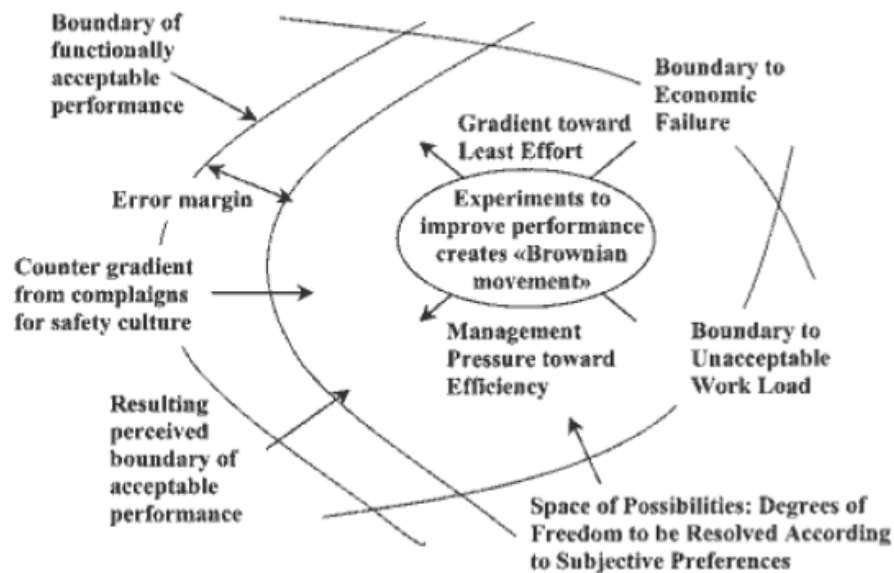 Boundary of
functionally
acceptable
performance
Boundary to
Economic
Failure
Gradient toward
Least Effort
Error margin
Experiments to
improve performance
creates «Brownian
movement»
Counter gradient
from complaigns
for safety culture
Management
Pressure toward
Efficiency
Boundary to
Unacceptable
Work Load
Resulting
perceived
boundary of
acceptable
performance
Space of Possibilities: Degrees of
Freedom to be Resolved According
to Subjective Preferences